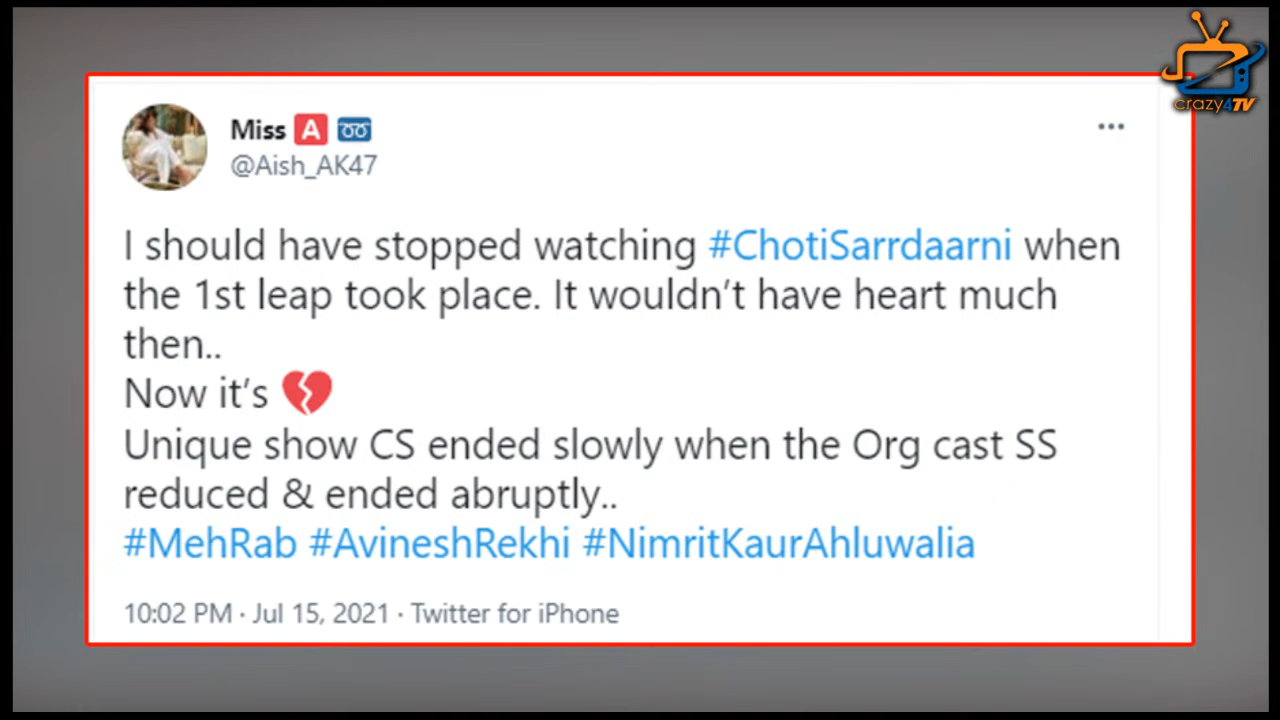 crazy4TV
Miss 🅰️ ➿
@Aish_AK47
I should have stopped watching #ChotiSarrdaarni when
the 1st leap took place. It wouldn't have heart much
then..
Now it's 💔
Unique show CS ended slowly when the Org cast SS
reduced & ended abruptly..
#MehRab #AvineshRekhi #NimritKaurAhluwalia
10:02 PM · Jul 15, 2021 · Twitter for iPhone